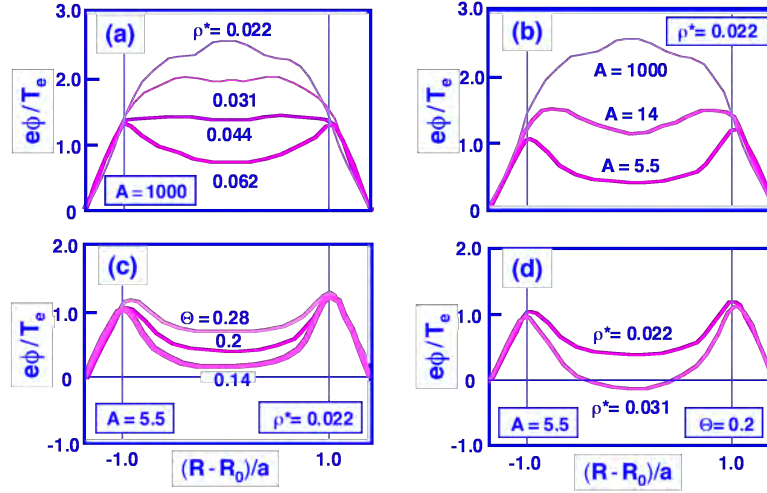 (a)
ρ*= 0.022
3.0
2.0
1.0
0
eϕ/Tₑ
0.031
0.044
0.062
A = 1000
(b)
ρ*= 0.022
3.0
2.0
1.0
0
eϕ/Tₑ
A = 1000
A = 14
A = 5.5
(c)
2.0
1.0
0
-1.0
eϕ/Tₑ
Θ = 0.28
0.2
0.14
A = 5.5
ρ*= 0.022
-1.0
1.0
(R - R₀)/a
(d)
2.0
1.0
0
-1.0
eϕ/Tₑ
ρ*= 0.022
ρ*= 0.031
A = 5.5
Θ = 0.2
-1.0
1.0
(R - R₀)/a